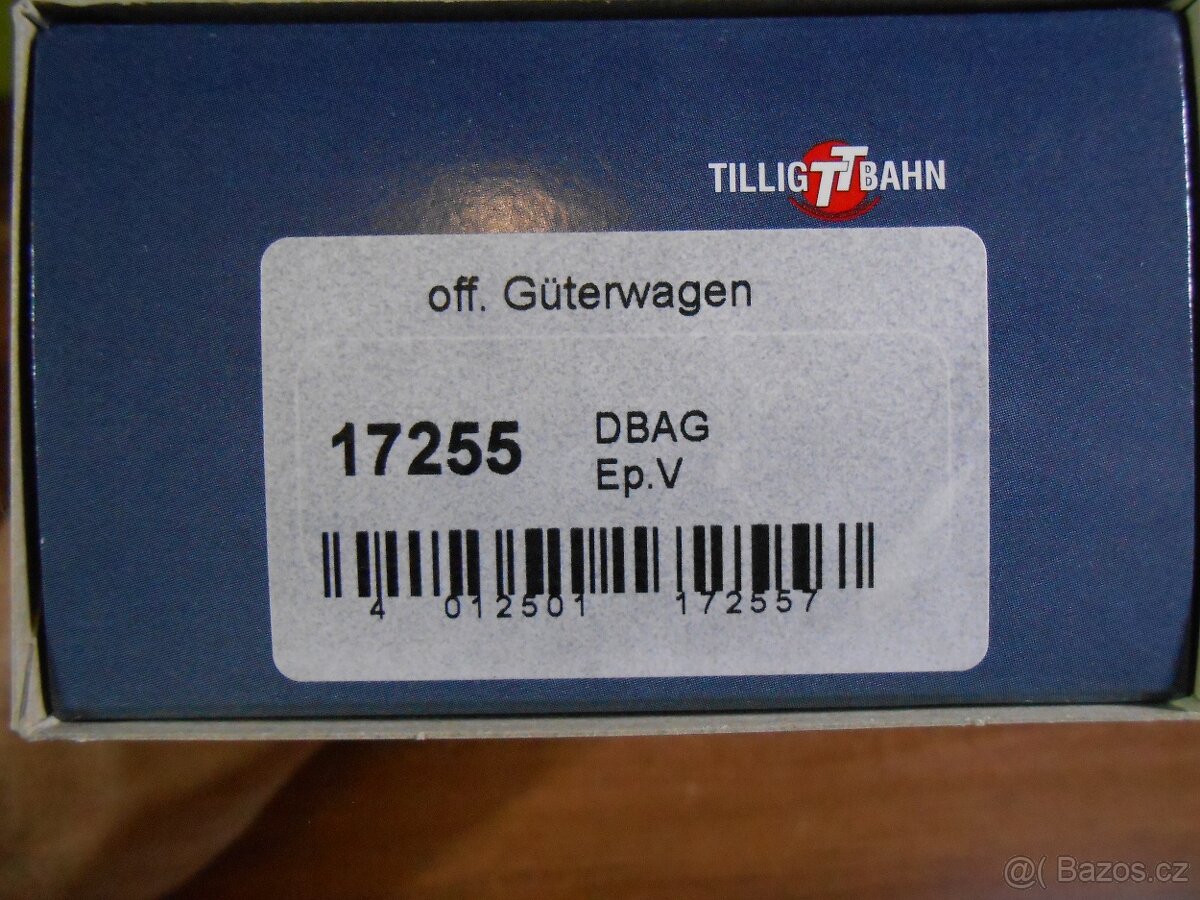 TILLIG TT BAHN
off. Güterwagen
17255
DBAG
Ep.V
4 012501 172557
@( Bazos.cz